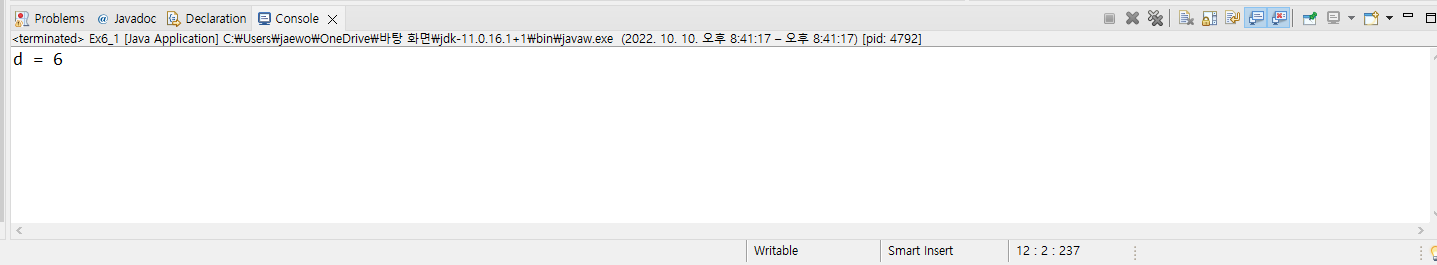 Problems @ Javadoc Declaration Console
<terminated> Ex6_1 [Java Application] C:₩Users₩jaewo₩OneDrive₩바탕 화면₩jdk-11.0.16.1+1₩bin₩javaw.exe (2022. 10. 10. 오후 8:41:17 – 오후 8:41:17) [pid: 4792]
d = 6
Writable Smart Insert 12 : 2 : 237